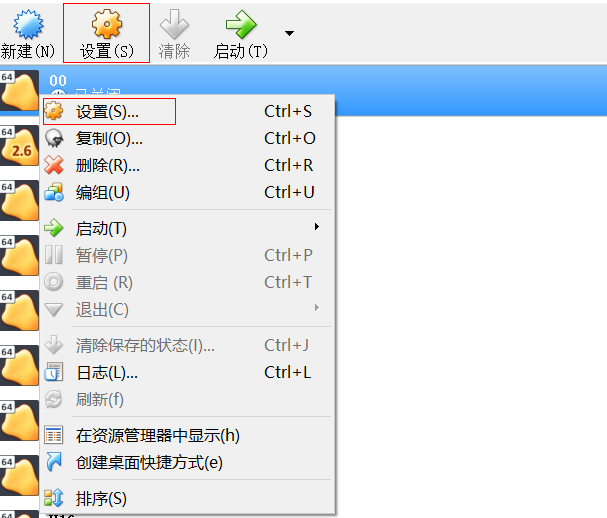 新建(N) 设置(S) 清除 启动(T)
64 00
已关闭
设置(S)... Ctrl+S
64
2.6
复制(O)... Ctrl+O
删除(R)... Ctrl+R
64
编组(U) Ctrl+U
64
启动(T)
暂停(P) Ctrl+P
重启 (R) Ctrl+T
64
退出(C)
64
清除保存的状态(I)... Ctrl+J
日志(L)... Ctrl+L
刷新(f)
64
在资源管理器中显示(h)
64
创建桌面快捷方式(e)
排序(S)
64